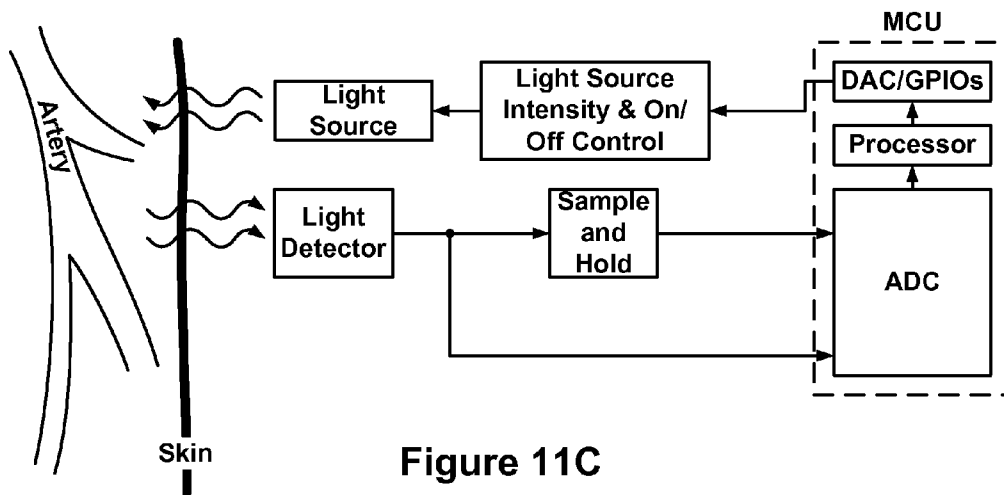 MCU
Artery
Light
Source
Light Source
Intensity & On/
Off Control
DAC/GPIOs
Processor
Light
Detector
Sample
and
Hold
ADC
Skin
Figure 11C